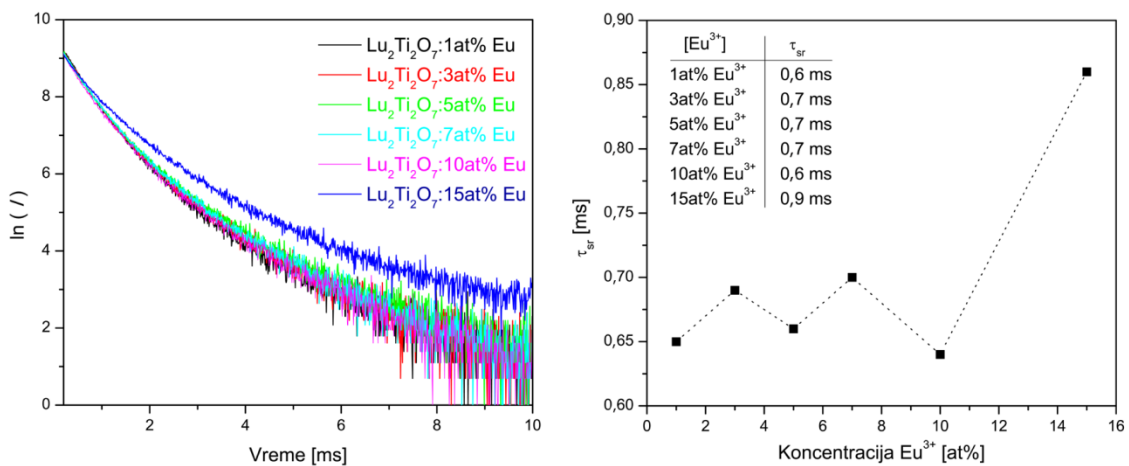 10
8
6
4
2
0
ln (I)
Lu₂Ti₂O₇:1at% Eu
Lu₂Ti₂O₇:3at% Eu
Lu₂Ti₂O₇:5at% Eu
Lu₂Ti₂O₇:7at% Eu
Lu₂Ti₂O₇:10at% Eu
Lu₂Ti₂O₇:15at% Eu
2 4 6 8 10
Vreme [ms]
0,90
0,85
0,80
0,75
0,70
0,65
0,60
τsr [ms]
[Eu³⁺] τsr
1at% Eu³⁺ 0,6 ms
3at% Eu³⁺ 0,7 ms
5at% Eu³⁺ 0,7 ms
7at% Eu³⁺ 0,7 ms
10at% Eu³⁺ 0,6 ms
15at% Eu³⁺ 0,9 ms
0 2 4 6 8 10 12 14 16
Koncentracija Eu³⁺ [at%]